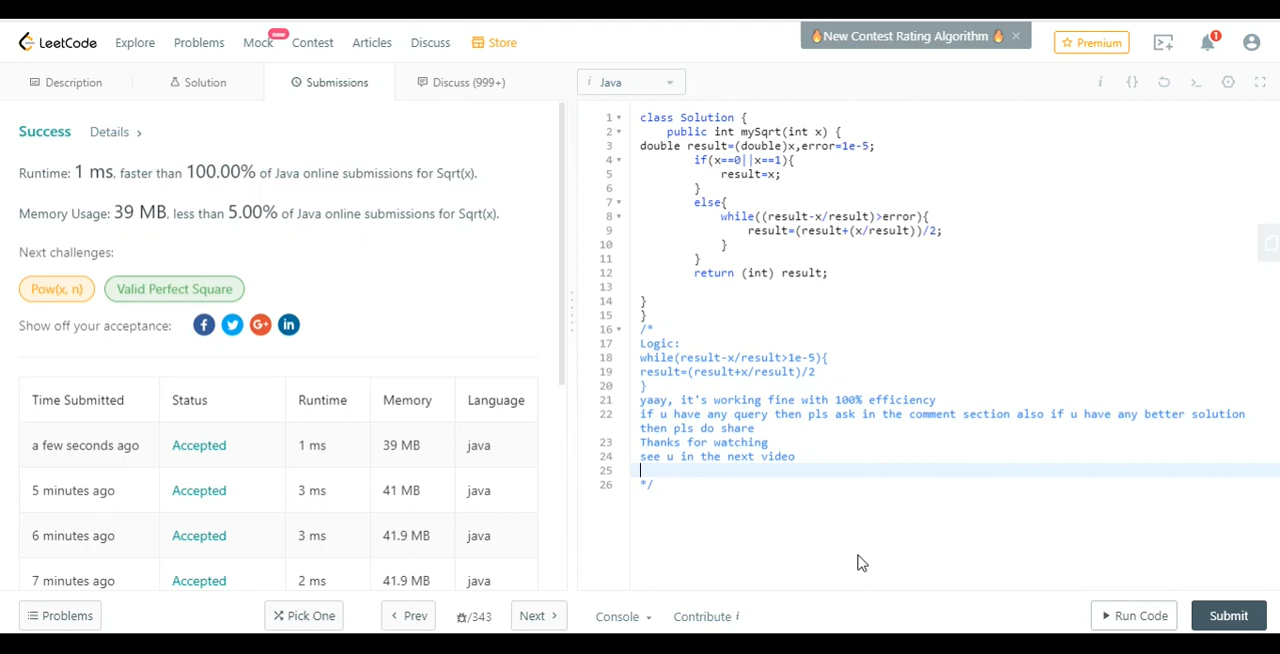 LeetCode
Explore
Problems
Mock
new
Contest
Articles
Discuss
Store
🔥New Contest Rating Algorithm 🔥 ×
Premium
1
Description
Solution
Submissions
Discuss (999+)
i Java
i {} >_
Success Details >
Runtime: 1 ms, faster than 100.00% of Java online submissions for Sqrt(x).
Memory Usage: 39 MB, less than 5.00% of Java online submissions for Sqrt(x).
Next challenges:
Pow(x, n) Valid Perfect Square
Show off your acceptance: f G+ in
Time Submitted Status Runtime Memory Language
a few seconds ago Accepted 1 ms 39 MB java
5 minutes ago Accepted 3 ms 41 MB java
6 minutes ago Accepted 3 ms 41.9 MB java
7 minutes ago Accepted 2 ms 41.9 MB java
1 class Solution {
2 public int mySqrt(int x) {
3 double result=(double)x,error=1e-5;
4 if(x==0||x==1){
5 result=x;
6 }
7 else{
8 while((result-x/result)>error){
9 result=(result+(x/result))/2;
10 }
11 }
12 return (int) result;
13
14 }
15 }
16 /*
17 Logic:
18 while(result-x/result>1e-5){
19 result=(result+x/result)/2
20 }
21 yaay, it's working fine with 100% efficiency
22 if u have any query then pls ask in the comment section also if u have any better solution
then pls do share
23 Thanks for watching
24 see u in the next video
25
26 */
Problems
Pick One
< Prev
/343
Next >
Console
Contribute i
Run Code
Submit